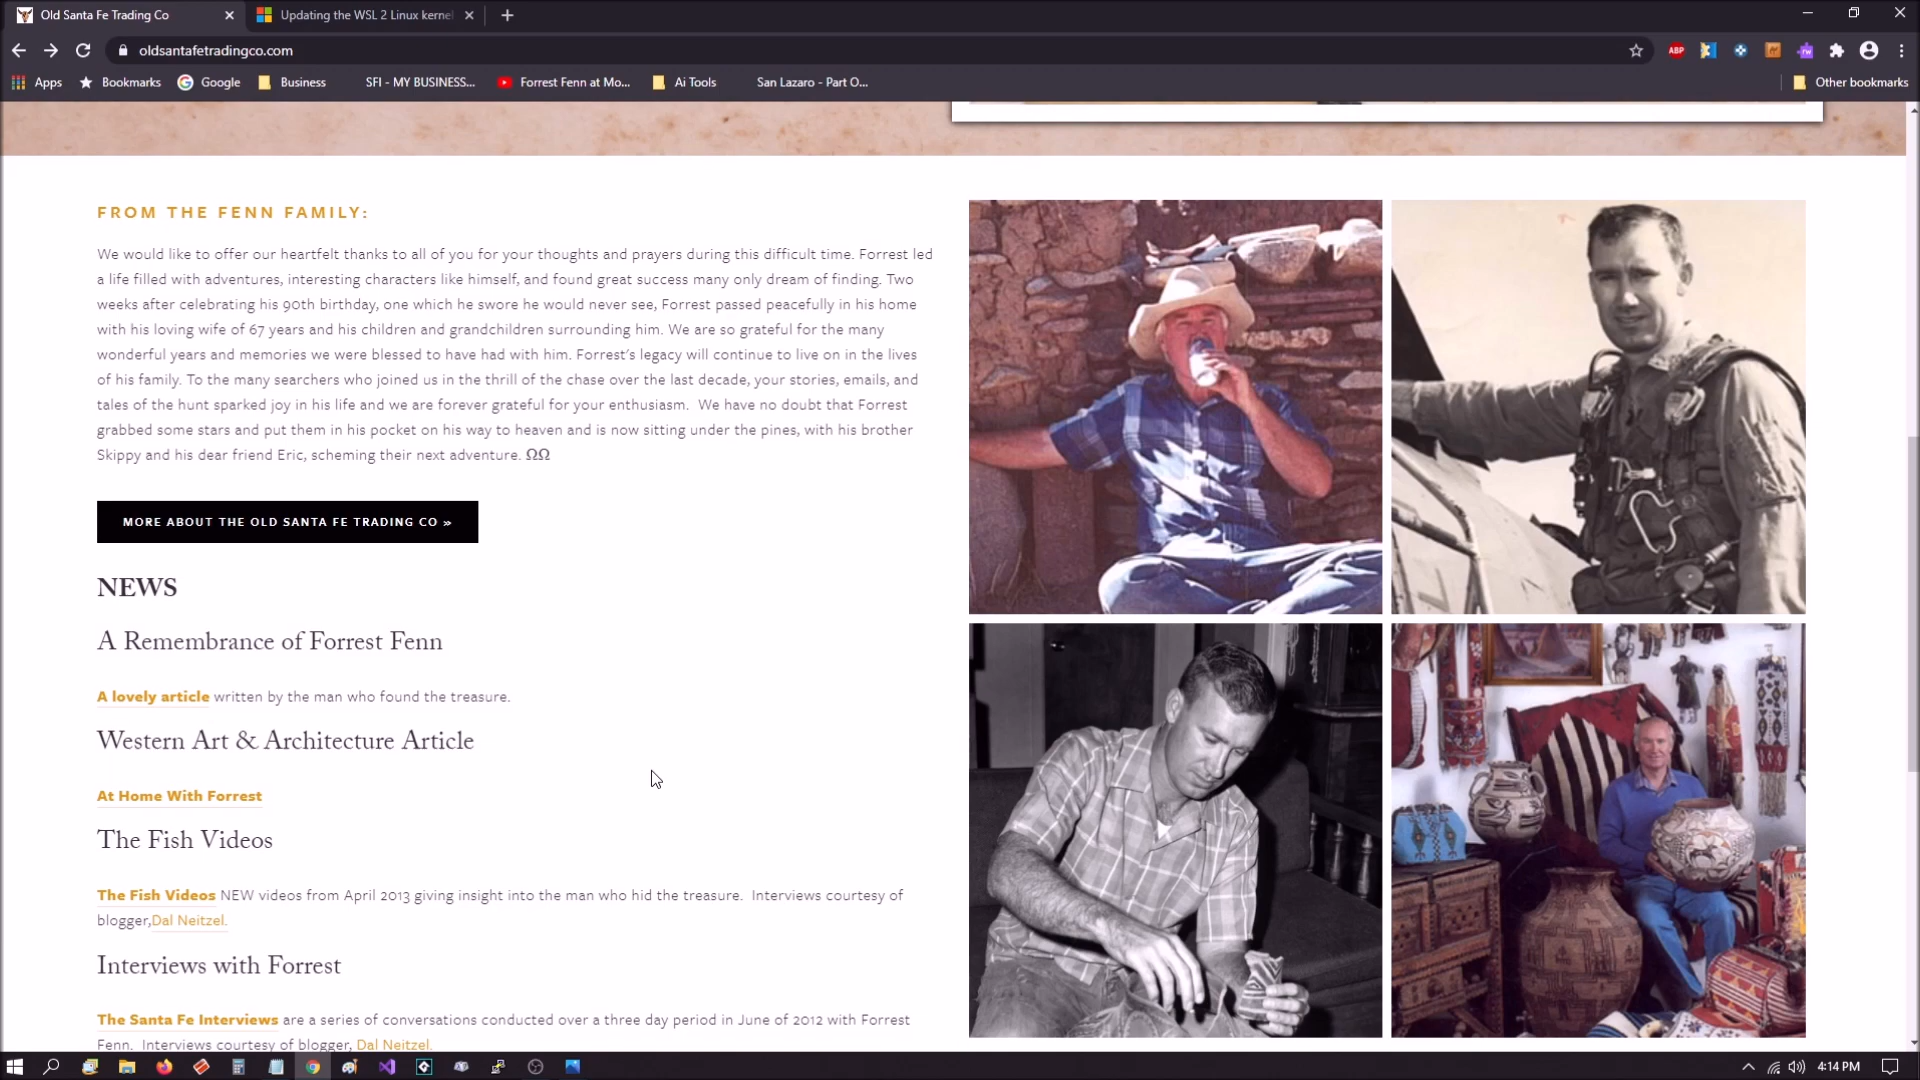 Old Santa Fe Trading Co
Updating the WSL 2 Linux kernel
oldsantafetradingco.com
ABP
Apps
Bookmarks
Google
Business
SFI - MY BUSINESS...
Forrest Fenn at Mo...
Ai Tools
San Lazaro - Part O...
Other bookmarks
FROM THE FENN FAMILY:
We would like to offer our heartfelt thanks to all of you for your thoughts and prayers during this difficult time. Forrest led
a life filled with adventures, interesting characters like himself, and found great success many only dream of finding. Two
weeks after celebrating his 90th birthday, one which he swore he would never see, Forrest passed peacefully in his home
with his loving wife of 67 years and his children and grandchildren surrounding him. We are so grateful for the many
wonderful years and memories we were blessed to have had with him. Forrest's legacy will continue to live on in the lives
of his family. To the many searchers who joined us in the thrill of the chase over the last decade, your stories, emails, and
tales of the hunt sparked joy in his life and we are forever grateful for your enthusiasm.  We have no doubt that Forrest
grabbed some stars and put them in his pocket on his way to heaven and is now sitting under the pines, with his brother
Skippy and his dear friend Eric, scheming their next adventure. ΩΩ
MORE ABOUT THE OLD SANTA FE TRADING CO »
NEWS
A Remembrance of Forrest Fenn
A lovely article written by the man who found the treasure.
Western Art & Architecture Article
At Home With Forrest
The Fish Videos
The Fish Videos NEW videos from April 2013 giving insight into the man who hid the treasure.  Interviews courtesy of
blogger,Dal Neitzel.
Interviews with Forrest
The Santa Fe Interviews are a series of conversations conducted over a three day period in June of 2012 with Forrest
Fenn.  Interviews courtesy of blogger, Dal Neitzel.
4:14 PM